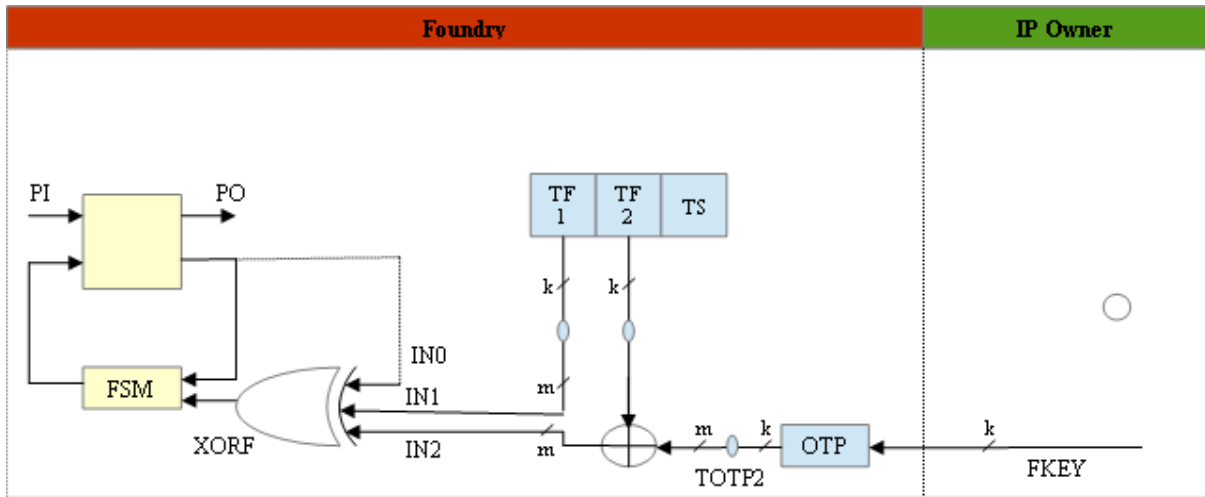 Foundry
IP Owner
PI
PO
TF
1
TF
2
TS
k
k
IN0
FSM
m
IN1
XORF
IN2
m
m
k
OTP
k
TOTP2
FKEY